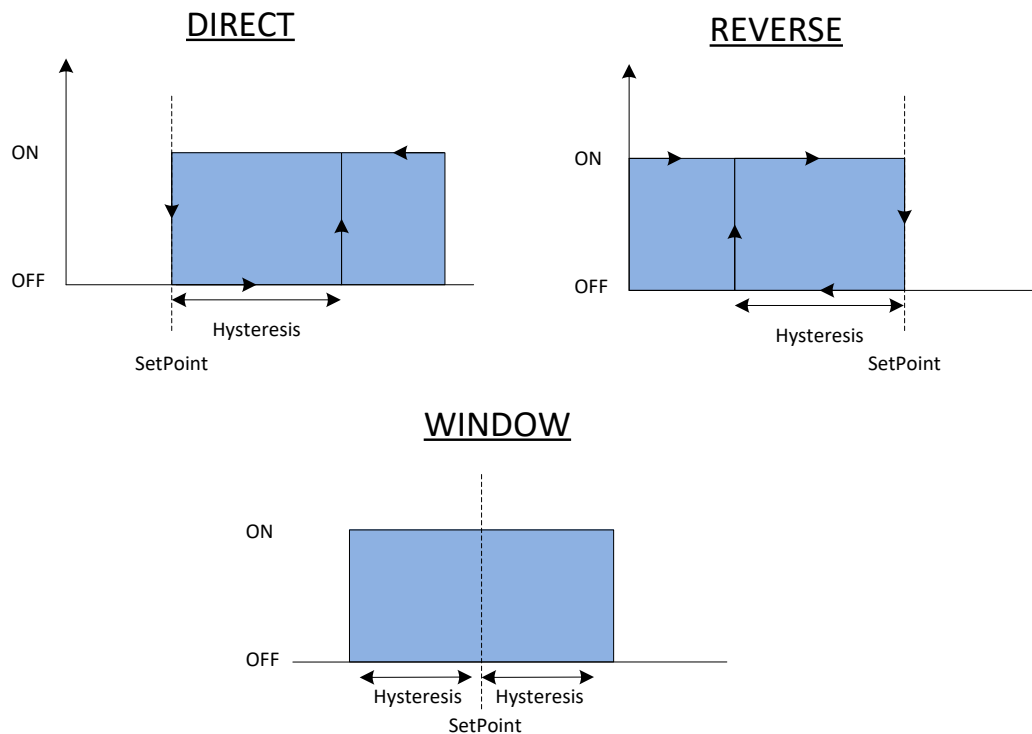 DIRECT
REVERSE
ON
OFF
Hysteresis
SetPoint
ON
OFF
Hysteresis
SetPoint
WINDOW
ON
OFF
Hysteresis
Hysteresis
SetPoint